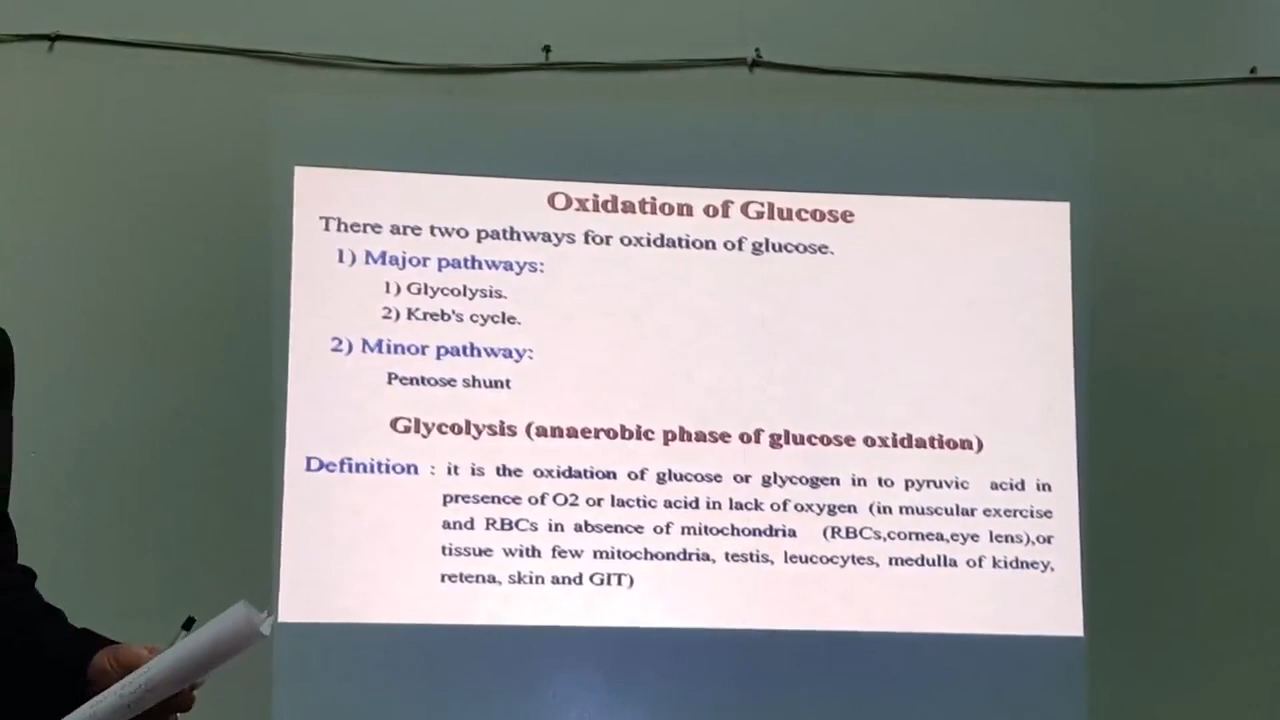 Oxidation of Glucose
There are two pathways for oxidation of glucose.
1) Major pathways:
1) Glycolysis.
2) Kreb's cycle.
2) Minor pathway:
Pentose shunt
Glycolysis (anaerobic phase of glucose oxidation)
Definition : it is the oxidation of glucose or glycogen in to pyruvic acid in
presence of O2 or lactic acid in lack of oxygen (in muscular exercise
and RBCs in absence of mitochondria (RBCs,cornea,eye lens),or
tissue with few mitochondria, testis, leucocytes, medulla of kidney,
retena, skin and GIT)